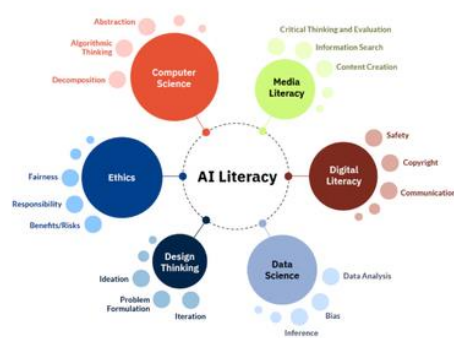 Abstraction
Algorithmic
Thinking
Decomposition
Computer
Science
Critical Thinking and Evaluation
Information Search
Content Creation
Media
Literacy
Fairness
Responsibility
Benefits/Risks
Ethics
AI Literacy
Digital
Literacy
Safety
Copyright
Communication
Design
Thinking
Ideation
Problem
Formulation
Iteration
Data
Science
Data Analysis
Bias
Inference